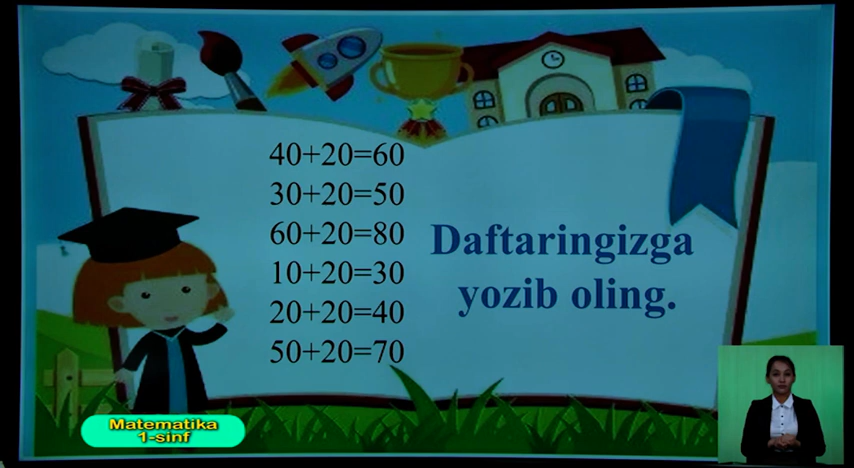 40+20=60
30+20=50
60+20=80
10+20=30
20+20=40
50+20=70
Daftaringizga
yozib oling.
Matematika
1-sinf